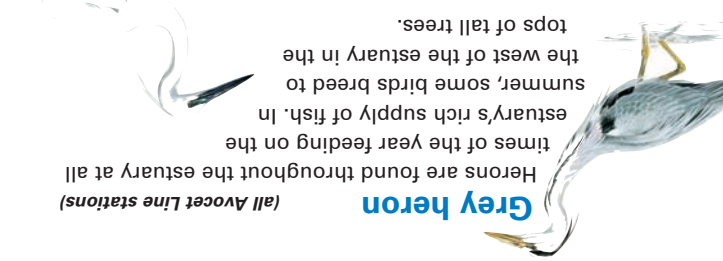 Grey heron (all Avocet Line stations)
Herons are found throughout the estuary at all
times of the year feeding on the
estuary's rich supply of fish. In
summer, some birds breed to
the west of the estuary in the
tops of tall trees.